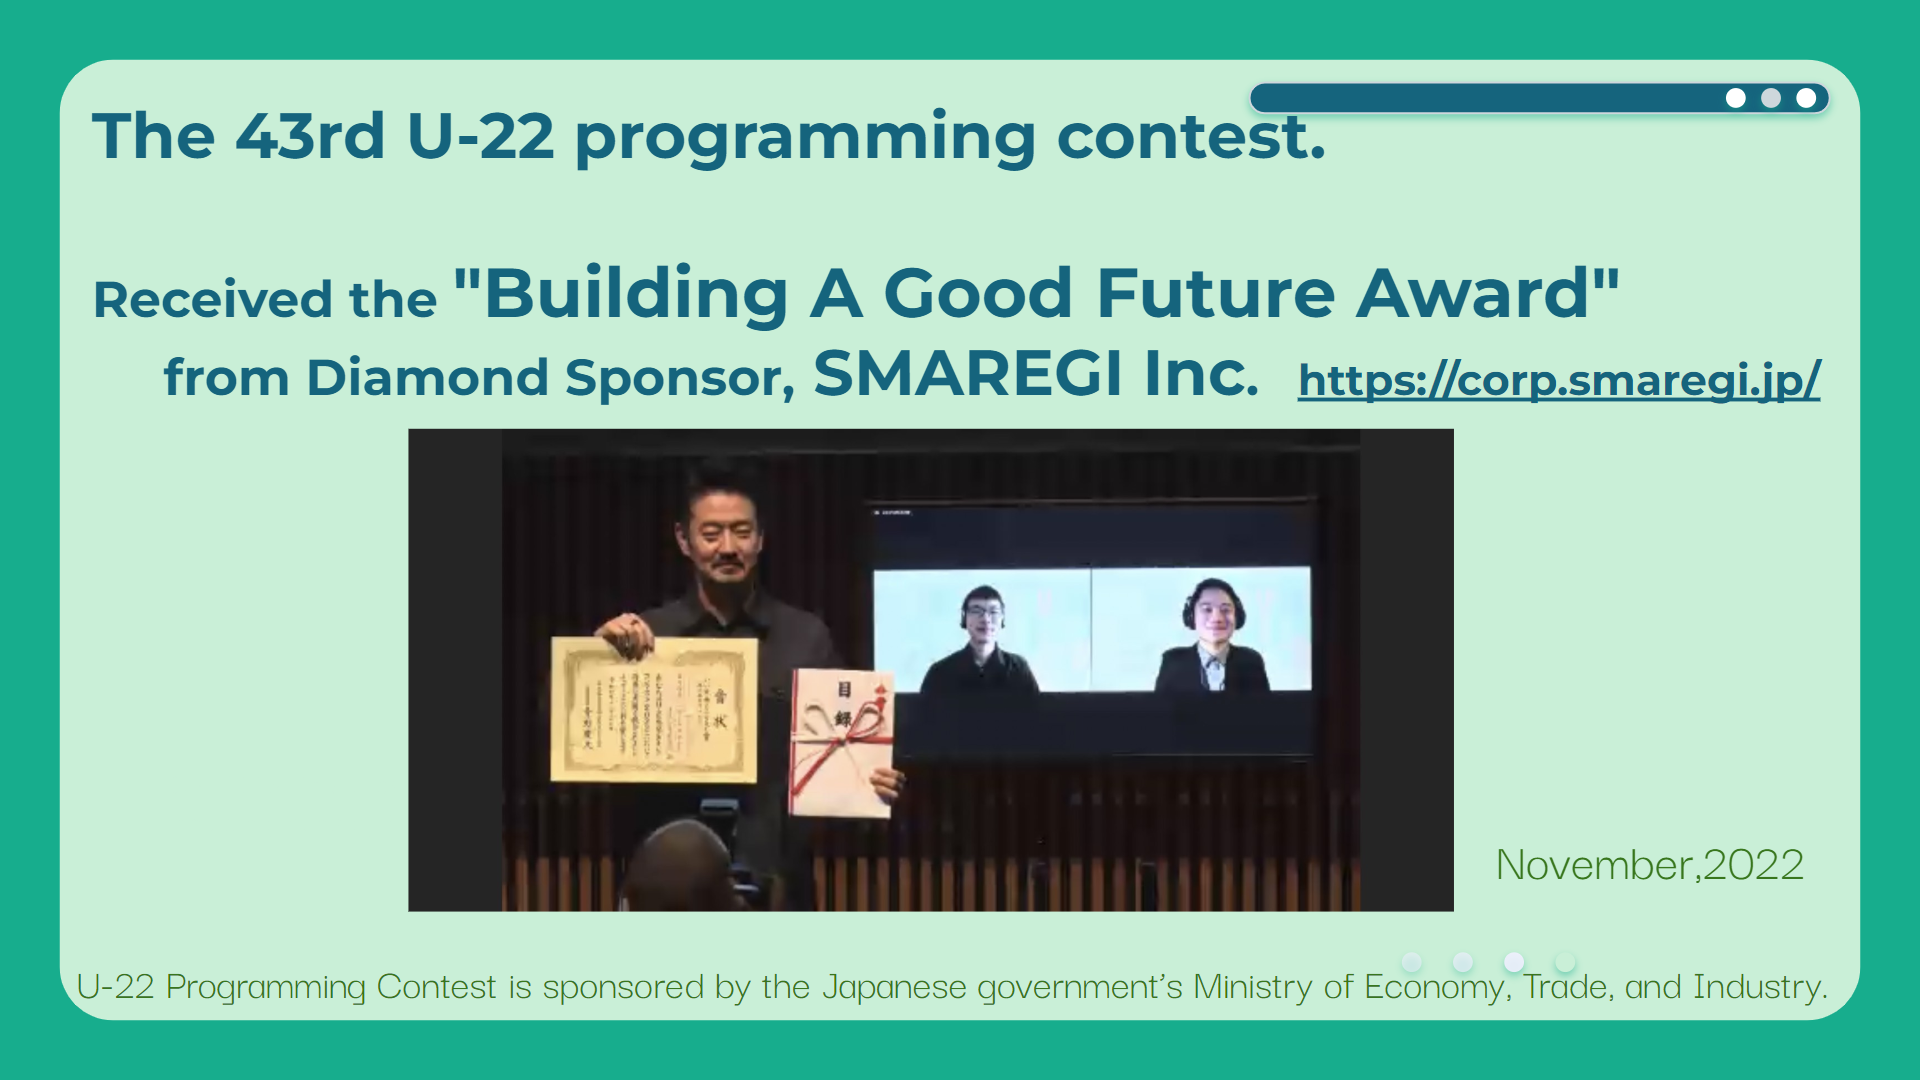 The 43rd U-22 programming contest.
Received the "Building A Good Future Award"
from Diamond Sponsor, SMAREGI Inc. https://corp.smaregi.jp/
賞状
目録
November,2022
U-22 Programming Contest is sponsored by the Japanese government's Ministry of Economy, Trade, and Industry.